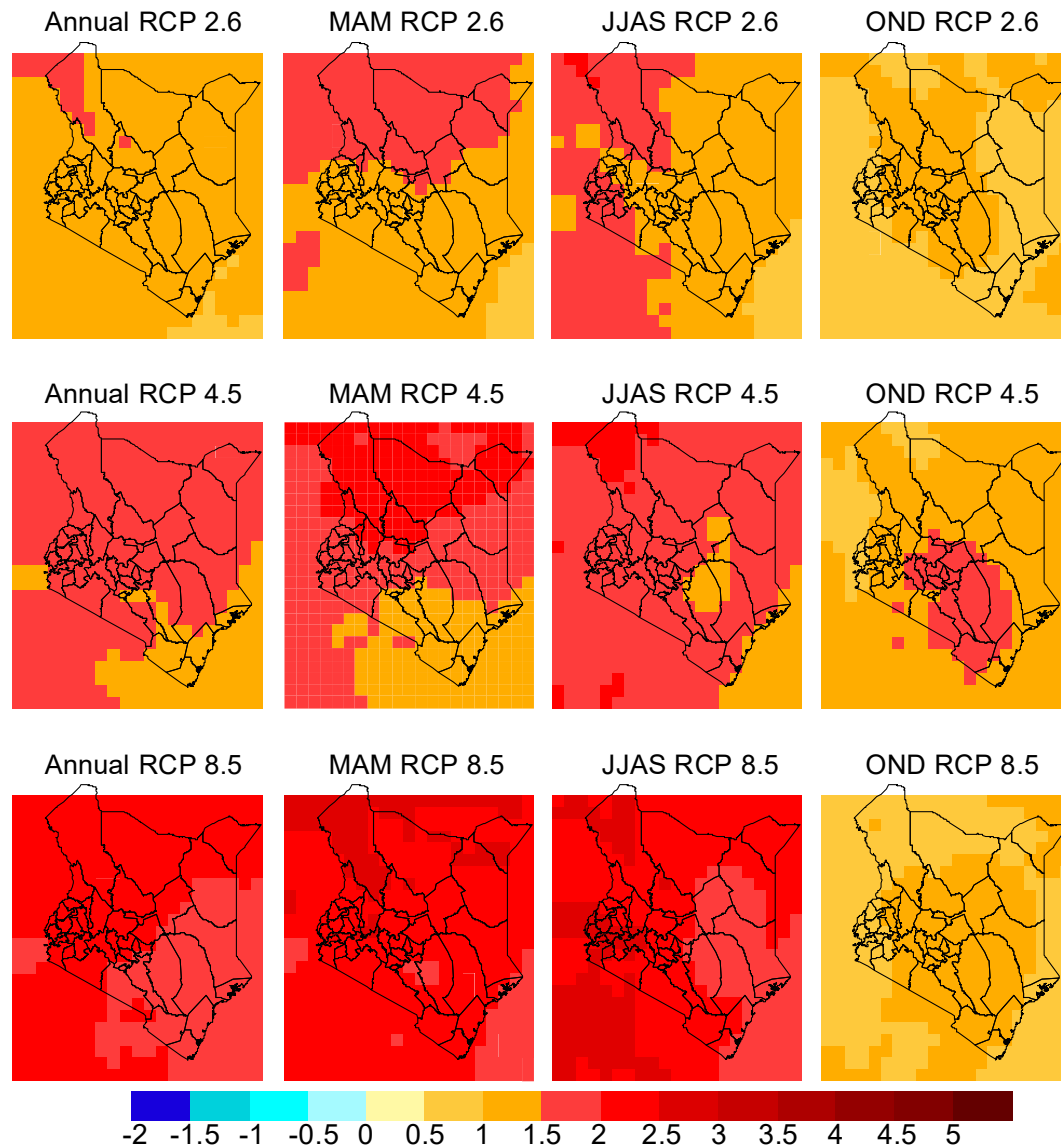 Annual RCP 2.6 MAM RCP 2.6 JJAS RCP 2.6 OND RCP 2.6
Annual RCP 4.5 MAM RCP 4.5 JJAS RCP 4.5 OND RCP 4.5
Annual RCP 8.5 MAM RCP 8.5 JJAS RCP 8.5 OND RCP 8.5
-2 -1.5 -1 -0.5 0 0.5 1 1.5 2 2.5 3 3.5 4 4.5 5